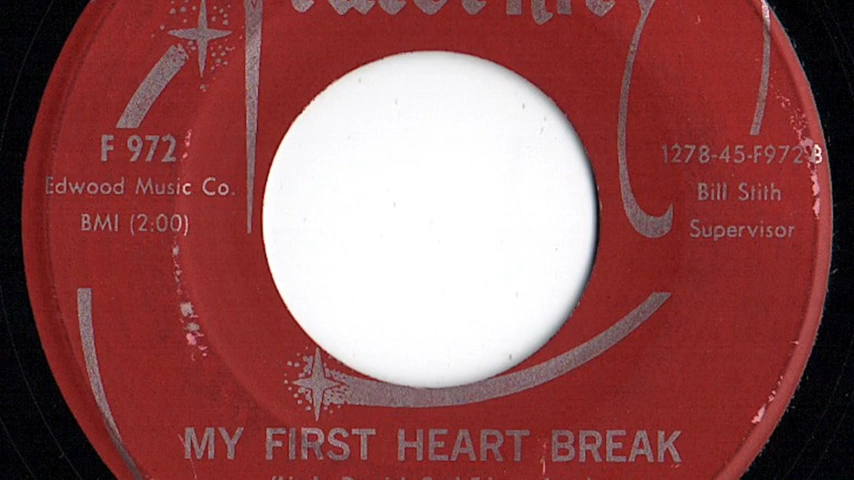 F 972
Edwood Music Co.
BMI (2:00)
1278-45-F972-B
Bill Stith
Supervisor
MY FIRST HEART BREAK